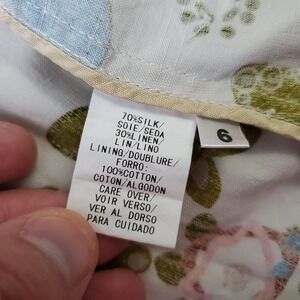 70%SILK/
SOIE/SEDA
30%LINEN/
LIN/LINO
LINING/DOUBLURE/
FORRO:
100%COTTON/
COTON/ALGODON
CARE OVER/
VOIR VERSO/
VER AL DORSO
PARA CUIDADO
6